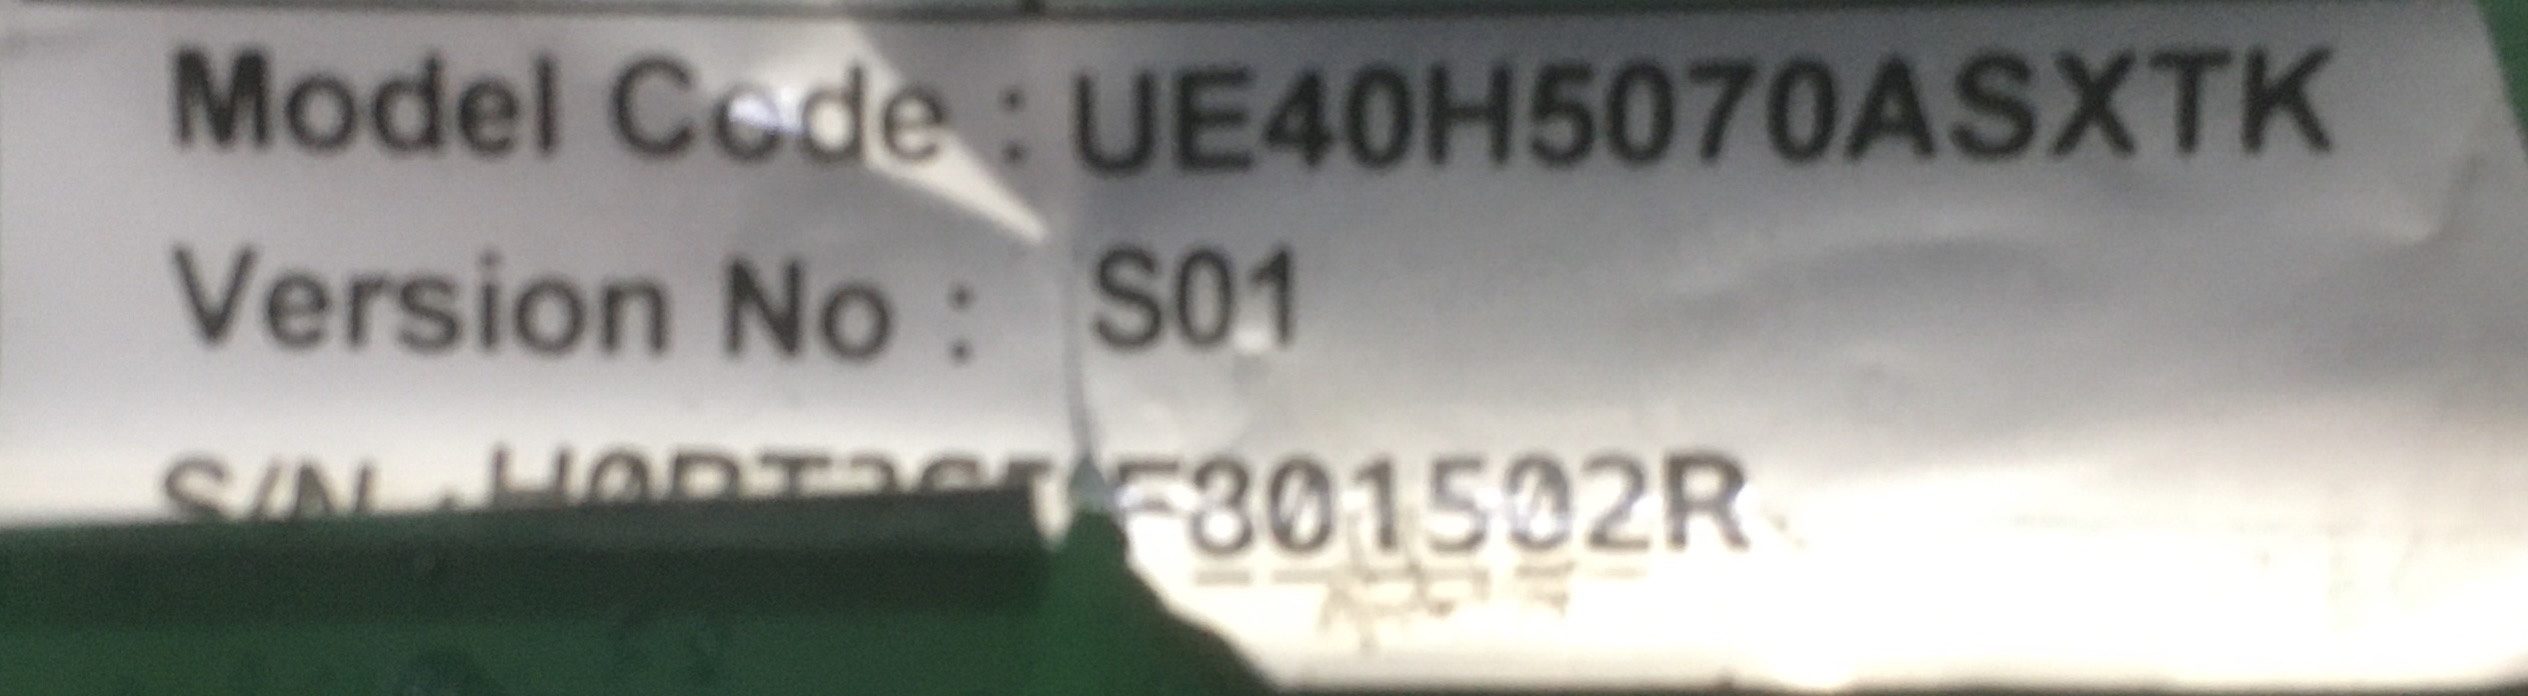 Model Code : UE40H5070ASXTK
Version No : S01
S/N :